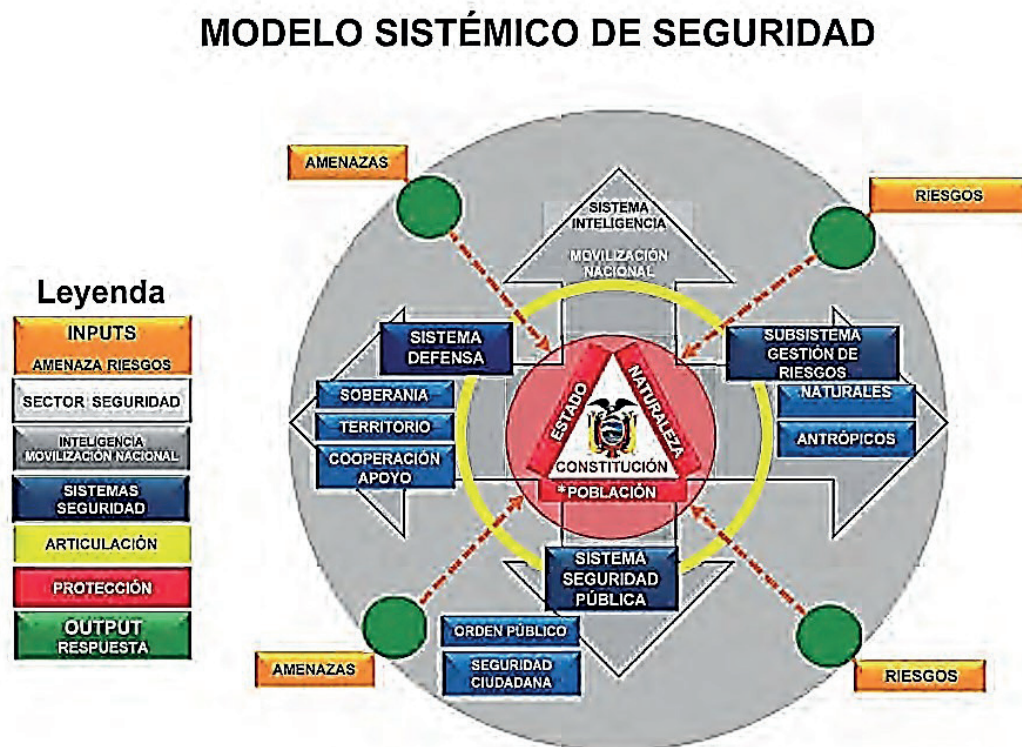 MODELO SISTÉMICO DE SEGURIDAD
AMENAZAS
RIESGOS
SISTEMA
INTELIGENCIA
MOVILIZACIÓN
NACIONAL
Leyenda
INPUTS
AMENAZA RIESGOS
SECTOR SEGURIDAD
INTELIGENCIA
MOVILIZACIÓN NACIONAL
SISTEMAS
SEGURIDAD
ARTICULACIÓN
PROTECCIÓN
OUTPUT
RESPUESTA
SISTEMA
DEFENSA
SOBERANIA
TERRITORIO
COOPERACIÓN
APOYO
SUBSISTEMA
GESTIÓN DE
RIESGOS
NATURALES
ANTRÓPICOS
ESTADO
NATURALEZA
CONSTITUCIÓN
*POBLACIÓN
SISTEMA
SEGURIDAD
PÚBLICA
ORDEN PÚBLICO
SEGURIDAD
CIUDADANA
AMENAZAS
RIESGOS